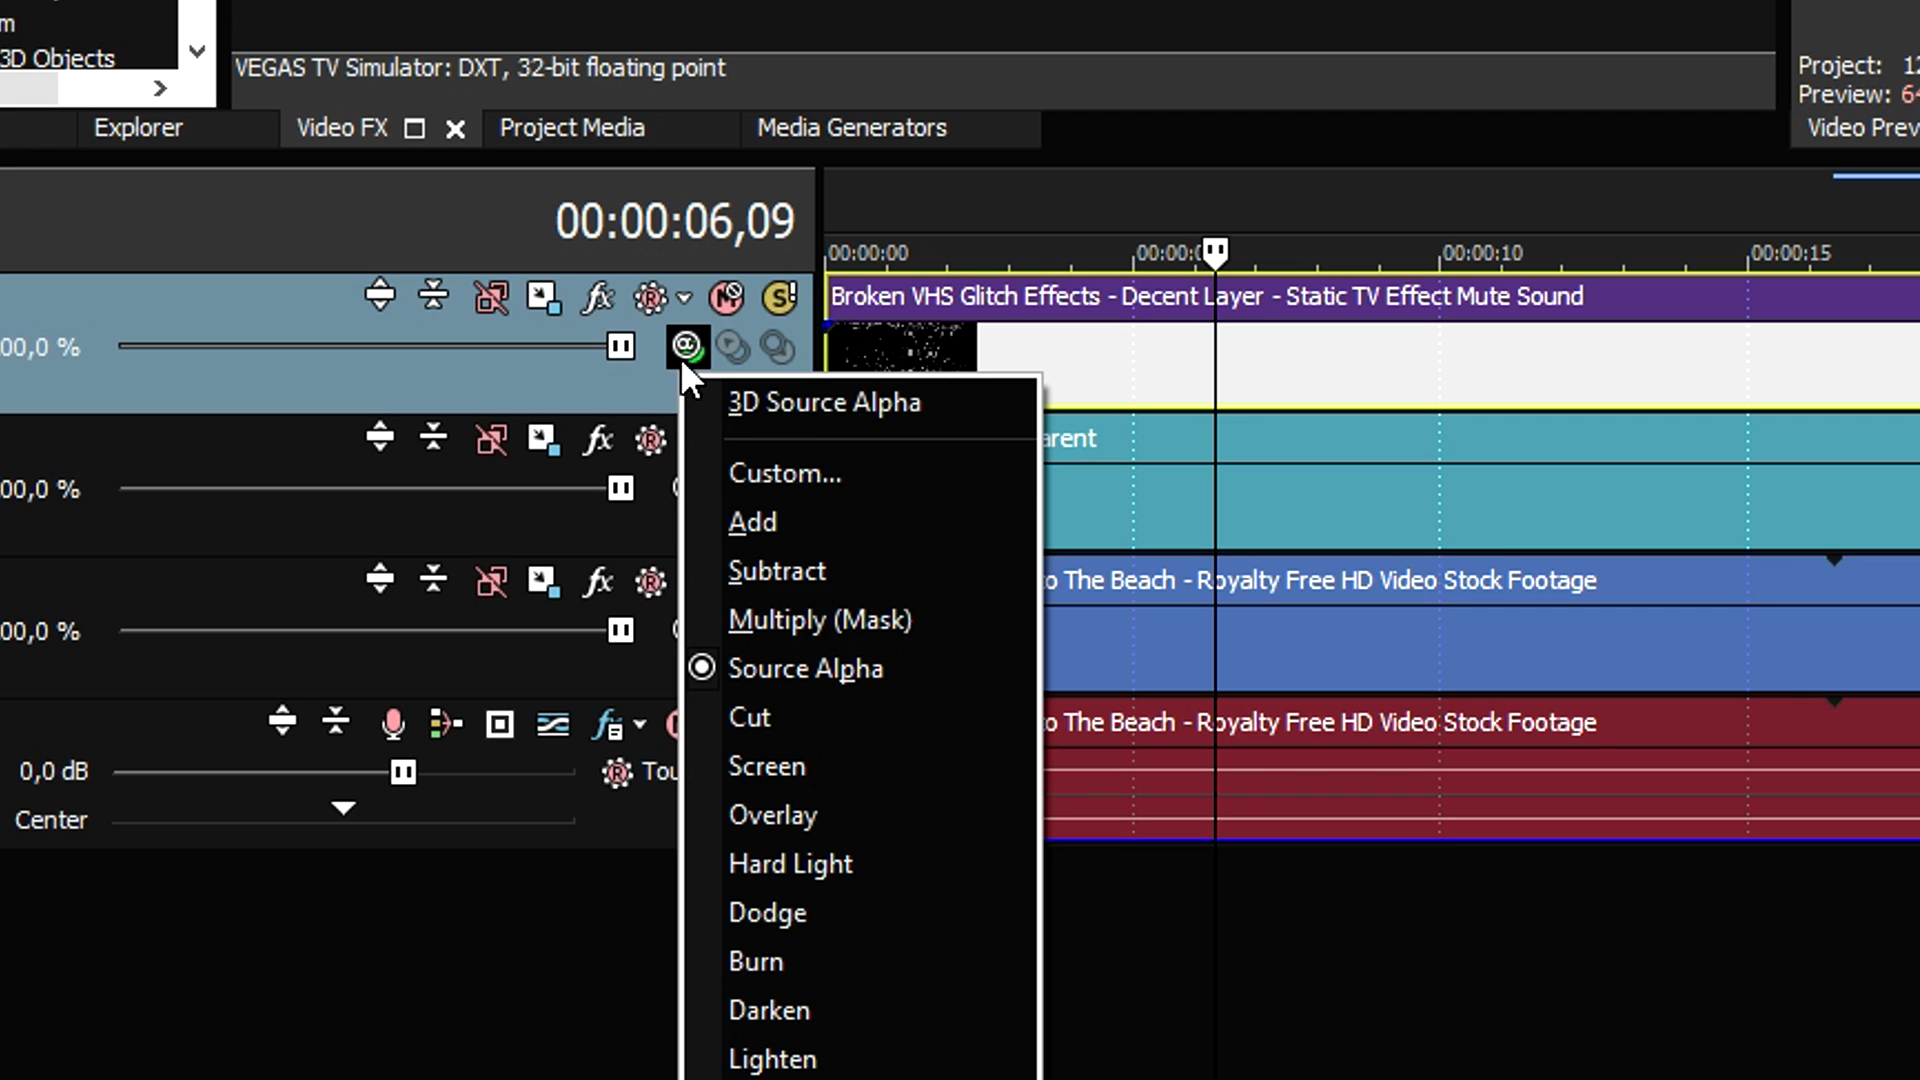 m
3D Objects
VEGAS TV Simulator: DXT, 32-bit floating point
Project: 12
Preview: 64
Explorer
Video FX
Project Media
Media Generators
Video Prev
00:00:06,09
00:00:00
00:00:0
00:00:10
00:00:15
Broken VHS Glitch Effects - Decent Layer - Static TV Effect Mute Sound
00,0 %
3D Source Alpha
arent
00,0 %
Custom...
Add
Subtract
to The Beach - Royalty Free HD Video Stock Footage
00,0 %
Multiply (Mask)
Source Alpha
Cut
to The Beach - Royalty Free HD Video Stock Footage
0,0 dB
Tou
Screen
Center
Overlay
Hard Light
Dodge
Burn
Darken
Lighten